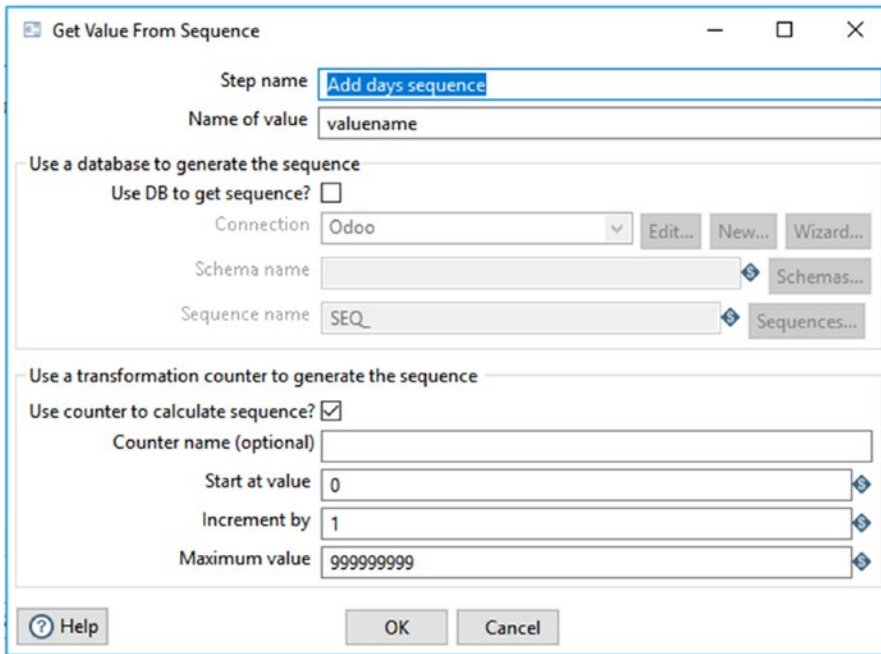 Get Value From Sequence
Step name Add days sequence
Name of value valuename
Use a database to generate the sequence
Use DB to get sequence?
Connection Odoo Edit... New... Wizard...
Schema name Schemas...
Sequence name SEQ_ Sequences...
Use a transformation counter to generate the sequence
Use counter to calculate sequence?
Counter name (optional)
Start at value 0
Increment by 1
Maximum value 999999999
Help OK Cancel